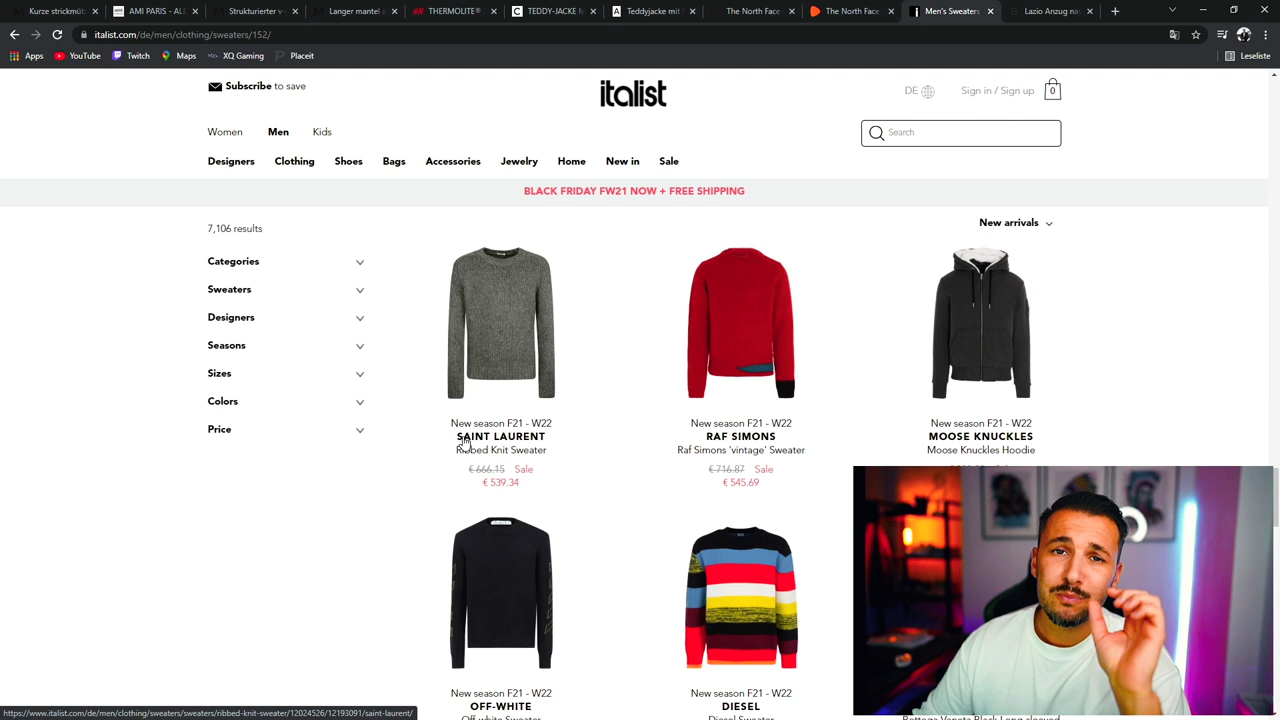 Kurze strickmüt
AMI PARIS - ALL
Strukturierter v-
Langer mantel a
THERMOLITE®
TEDDYJACKE M
Teddyjacke mit
The North Face
The North Face
Men's Sweaters
Lazio Anzug na
italist.com/de/men/clothing/sweaters/152/
Apps YouTube Twitch Maps XQ Gaming Placeit Leseliste
Subscribe to save
italist
DE Sign in / Sign up 0
Women Men Kids
Search
Designers Clothing Shoes Bags Accessories Jewelry Home New in Sale
BLACK FRIDAY FW21 NOW + FREE SHIPPING
7,106 results
New arrivals
Categories
Sweaters
Designers
Seasons
Sizes
Colors
Price
New season F21 - W22
SAINT LAURENT
Ribbed Knit Sweater
€ 666.15 Sale
€ 539.34
New season F21 - W22
RAF SIMONS
Raf Simons 'vintage' Sweater
€ 716.87 Sale
€ 545.69
New season F21 - W22
MOOSE KNUCKLES
Moose Knuckles Hoodie
New season F21 - W22
OFF-WHITE
Off-white Sweater
New season F21 - W22
DIESEL
Diesel Sweater
Bottega Veneta Black Long-sleeved
https://www.italist.com/de/men/clothing/sweaters/sweaters/ribbed-knit-sweater/12024526/12193091/saint-laurent/